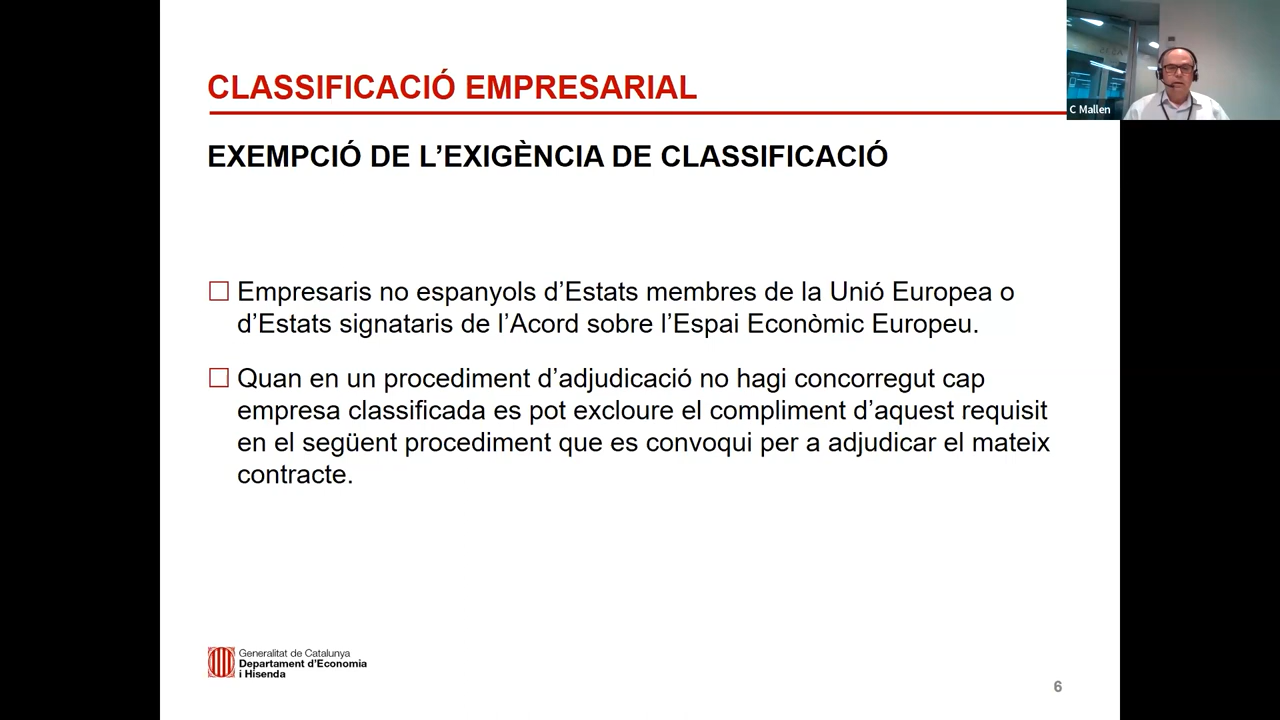 CLASSIFICACIÓ EMPRESARIAL
C Mallen
EXEMPCIÓ DE L’EXIGÈNCIA DE CLASSIFICACIÓ
Empresaris no espanyols d’Estats membres de la Unió Europea o
d’Estats signataris de l’Acord sobre l’Espai Econòmic Europeu.
Quan en un procediment d’adjudicació no hagi concorregut cap
empresa classificada es pot excloure el compliment d’aquest requisit
en el següent procediment que es convoqui per a adjudicar el mateix
contracte.
Generalitat de Catalunya
Departament d’Economia
i Hisenda
6